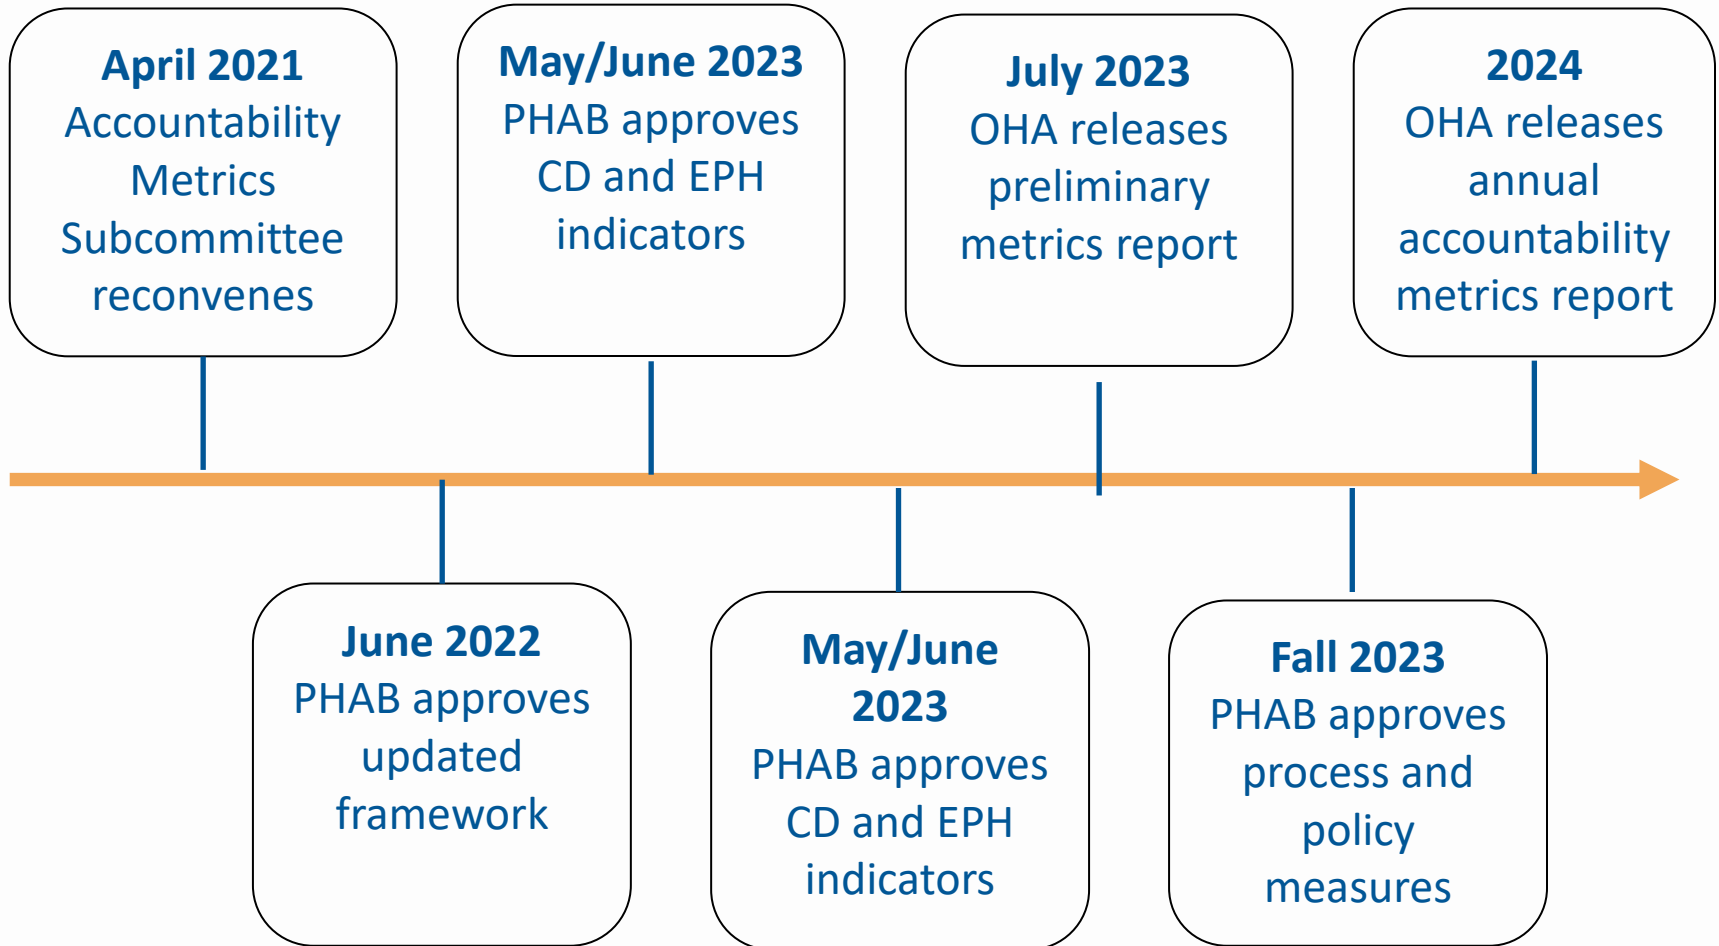 April 2021
Accountability
Metrics
Subcommittee
reconvenes
May/June 2023
PHAB approves
CD and EPH
indicators
July 2023
OHA releases
preliminary
metrics report
2024
OHA releases
annual
accountability
metrics report
June 2022
PHAB approves
updated
framework
May/June
2023
PHAB approves
CD and EPH
indicators
Fall 2023
PHAB approves
process and
policy
measures